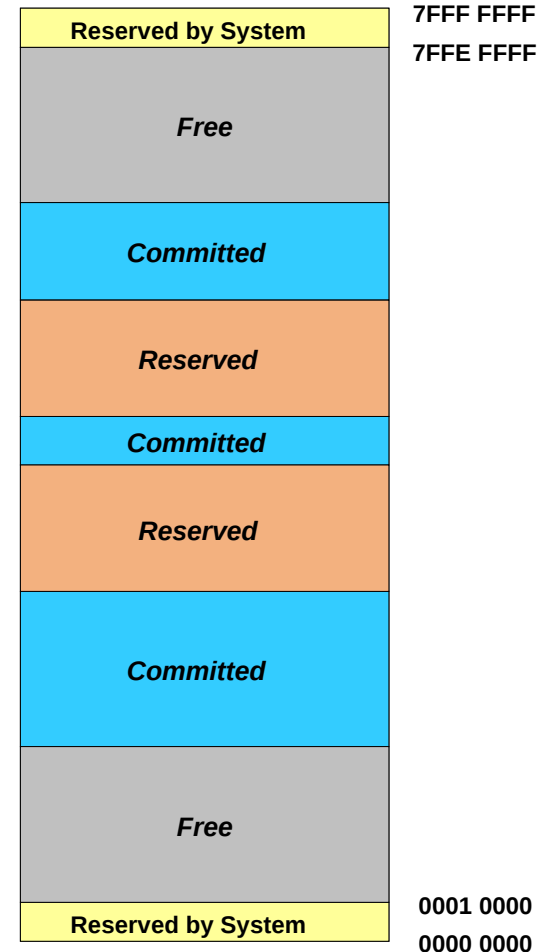 Reserved by System
7FFF FFFF
7FFE FFFF
Free
Committed
Reserved
Committed
Reserved
Committed
Free
Reserved by System
0001 0000
0000 0000